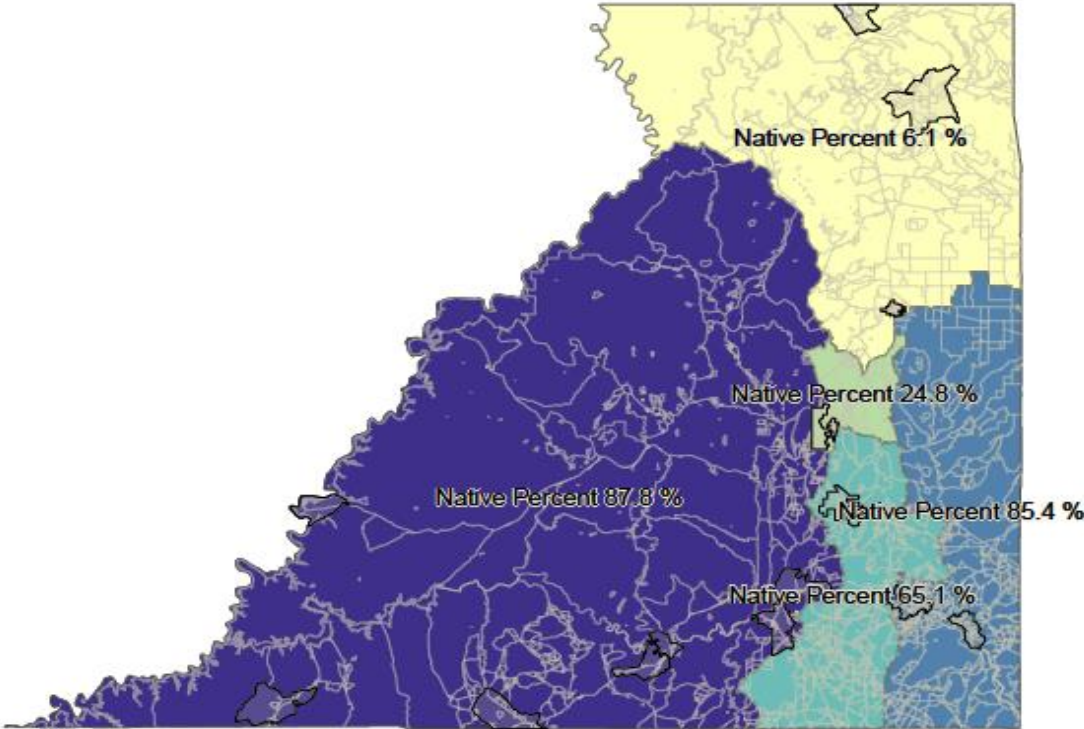 Native Percent 6.1 %
Native Percent 24.8 %
Native Percent 87.8 %
Native Percent 85.4 %
Native Percent 65.1 %